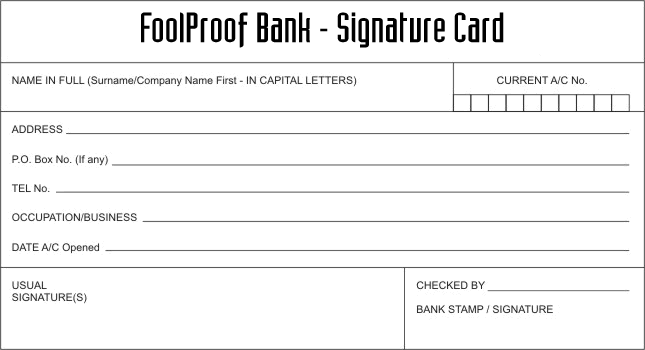 FoolProof Bank - Signature Card
NAME IN FULL (Surname/Company Name First - IN CAPITAL LETTERS)
CURRENT A/C No.
ADDRESS
P.O. Box No. (If any)
TEL No.
OCCUPATION/BUSINESS
DATE A/C Opened
USUAL
SIGNATURE(S)
CHECKED BY
BANK STAMP / SIGNATURE